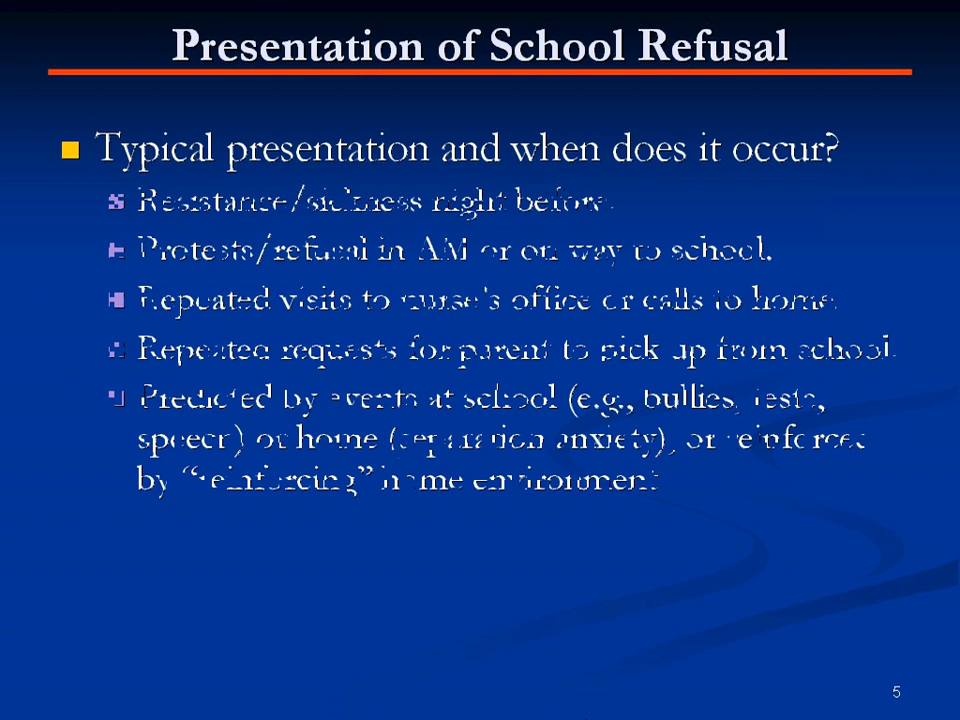 Presentation of School Refusal
Typical presentation and when does it occur?
Resistance/sickness night before.
Protests/refusal in AM or on way to school.
Repeated visits to nurse's office or calls to home
Repeated requests for parent to pick up from school.
Predicted by events at school (e.g., bullies, tests,
speech) or home (separation anxiety), or reinforced
by “reinforcing” home environment
5